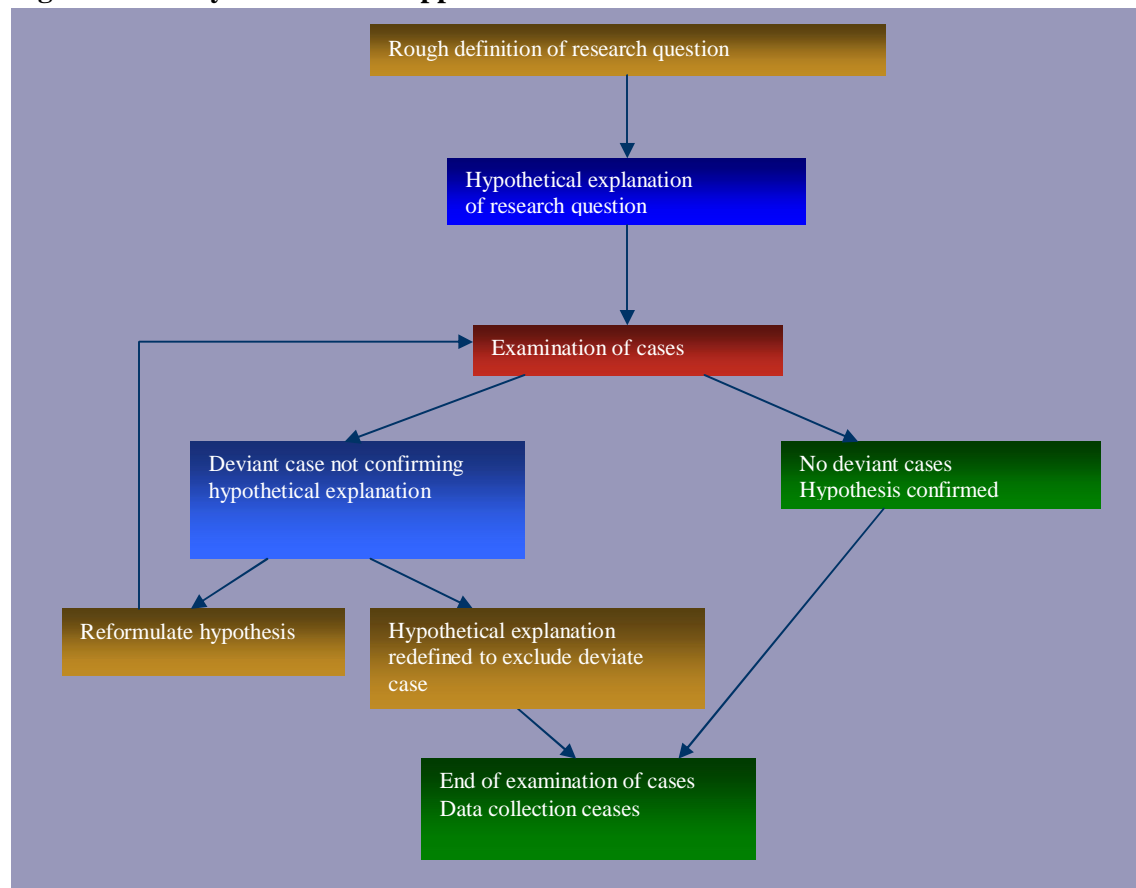 Rough definition of research question
Hypothetical explanation
of research question
Examination of cases
Deviant case not confirming
hypothetical explanation
No deviant cases
Hypothesis confirmed
Reformulate hypothesis
Hypothetical explanation
redefined to exclude deviate
case
End of examination of cases
Data collection ceases